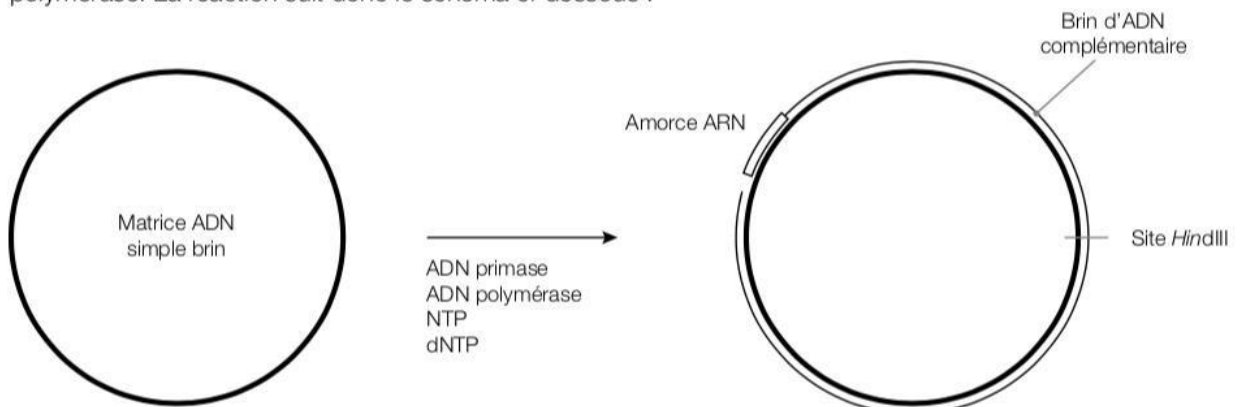 polymérase. La réaction suit donc le schéma ci-dessous :
Brin d'ADN
complémentaire
Amorce ARN
Matrice ADN
simple brin
Site HindIII
ADN primase
ADN polymérase
NTP
dNTP